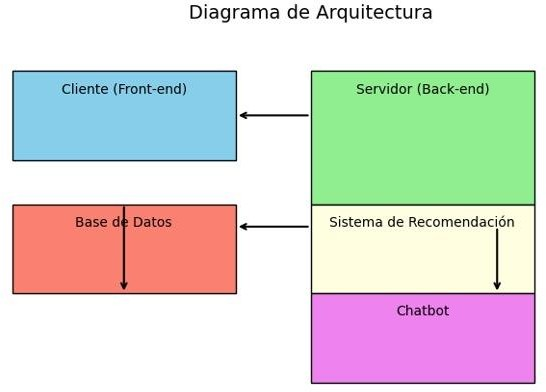 Diagrama de Arquitectura
Cliente (Front-end)
Servidor (Back-end)
Base de Datos
Sistema de Recomendación
Chatbot